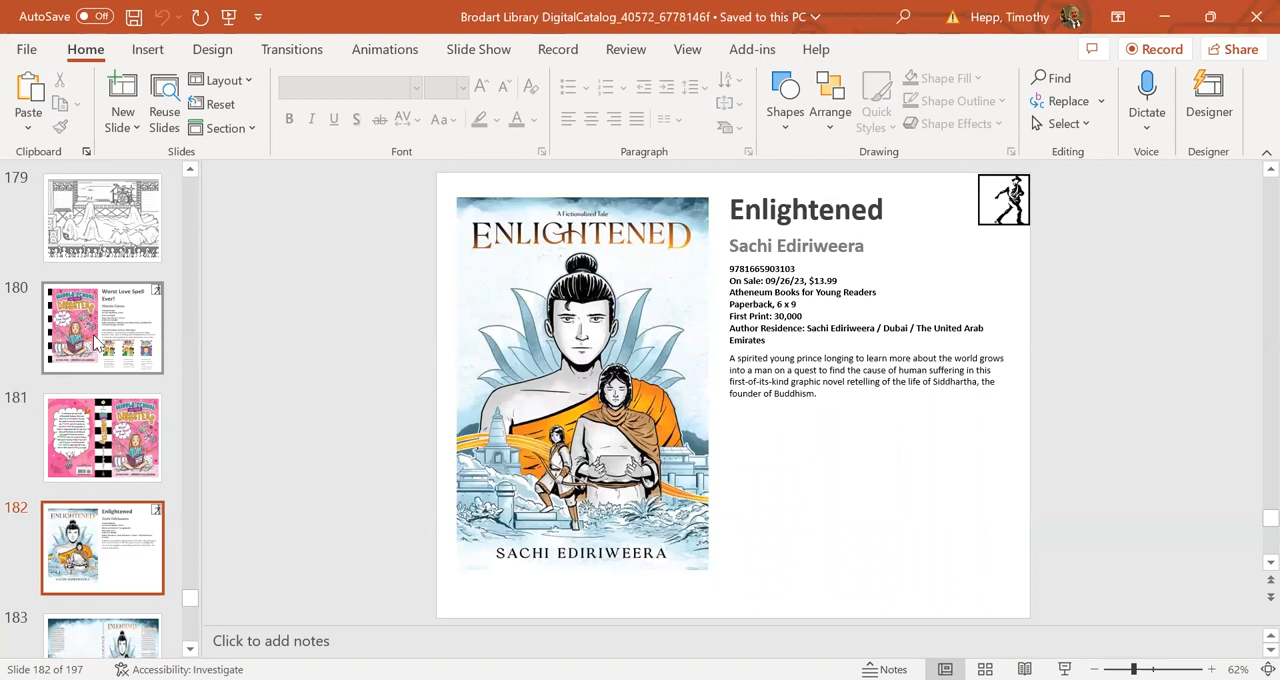 AutoSave Off
Brodart Library DigitalCatalog_40572_6778146f • Saved to this PC
Hepp, Timothy
File Home Insert Design Transitions Animations Slide Show Record Review View Add-ins Help
Record Share
Paste
New Slide
Reuse Slides
Layout
Reset
Section
B I U S ab AV Aa A
Shapes
Arrange
Quick Styles
Shape Fill
Shape Outline
Shape Effects
Find
Replace
Select
Dictate
Designer
Clipboard Slides Font Paragraph Drawing Editing Voice Designer
179
180
Worst Love Spell Ever!
181
182
Enlightened
183
A Fictionalized Tale
ENLIGHTENED
SACHI EDIRIWEERA
Enlightened
Sachi Ediriweera
9781665903103
On Sale: 09/26/23, $13.99
Atheneum Books for Young Readers
Paperback, 6 x 9
First Print: 30,000
Author Residence: Sachi Ediriweera / Dubai / The United Arab
Emirates
A spirited young prince longing to learn more about the world grows
into a man on a quest to find the cause of human suffering in this
first-of-its-kind graphic novel retelling of the life of Siddhartha, the
founder of Buddhism.
Click to add notes
Slide 182 of 197
Accessibility: Investigate
Notes
62%